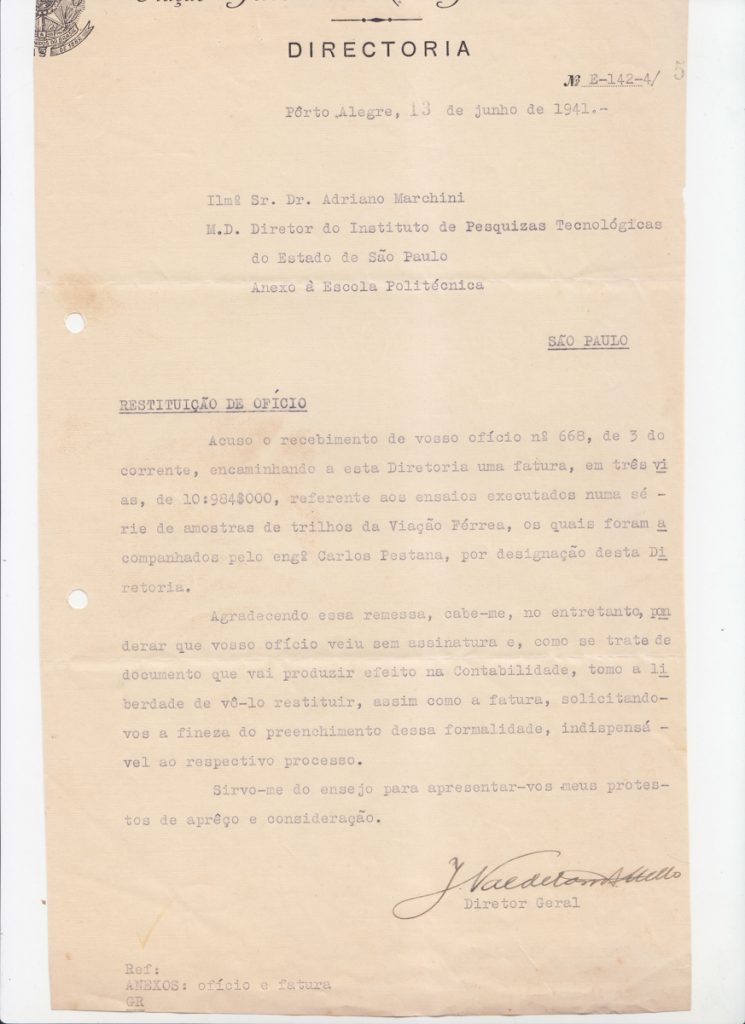 DIRECTORIA
Nº E-142-4/ 5
Pôrto Alegre, 13 de junho de 1941.-
Ilmº Sr. Dr. Adriano Marchini
M.D. Diretor do Instituto de Pesquizas Tecnológicas
do Estado de São Paulo
Anexo à Escola Politécnica
SÃO PAULO
RESTITUIÇÃO DE OFÍCIO
Acuso o recebimento de vosso ofício nº 668, de 3 do
corrente, encaminhando a esta Diretoria uma fatura, em três vi
as, de 10:984$000, referente aos ensaios executados numa sé -
rie de amostras de trilhos da Viação Férrea, os quais foram a
companhados pelo engº Carlos Pestana, por designação desta Di
retoria.
Agradecendo essa remessa, cabe-me, no entretanto, pon
derar que vosso ofício veiu sem assinatura e, como se trate de
documento que vai produzir efeito na Contabilidade, tomo a li
berdade de vô-lo restituir, assim como a fatura, solicitando-
vos a fineza do preenchimento dessa formalidade, indispensá -
vel ao respectivo processo.
Sirvo-me do ensejo para apresentar-vos meus protes-
tos de aprêço e consideração.
Diretor Geral
Ref:
ANEXOS: ofício e fatura
GR